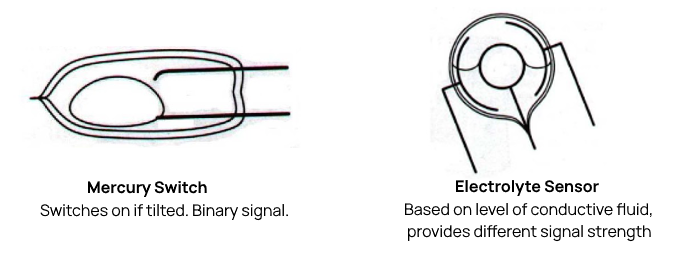 Mercury Switch
Switches on if tilted. Binary signal.
Electrolyte Sensor
Based on level of conductive fluid,
provides different signal strength